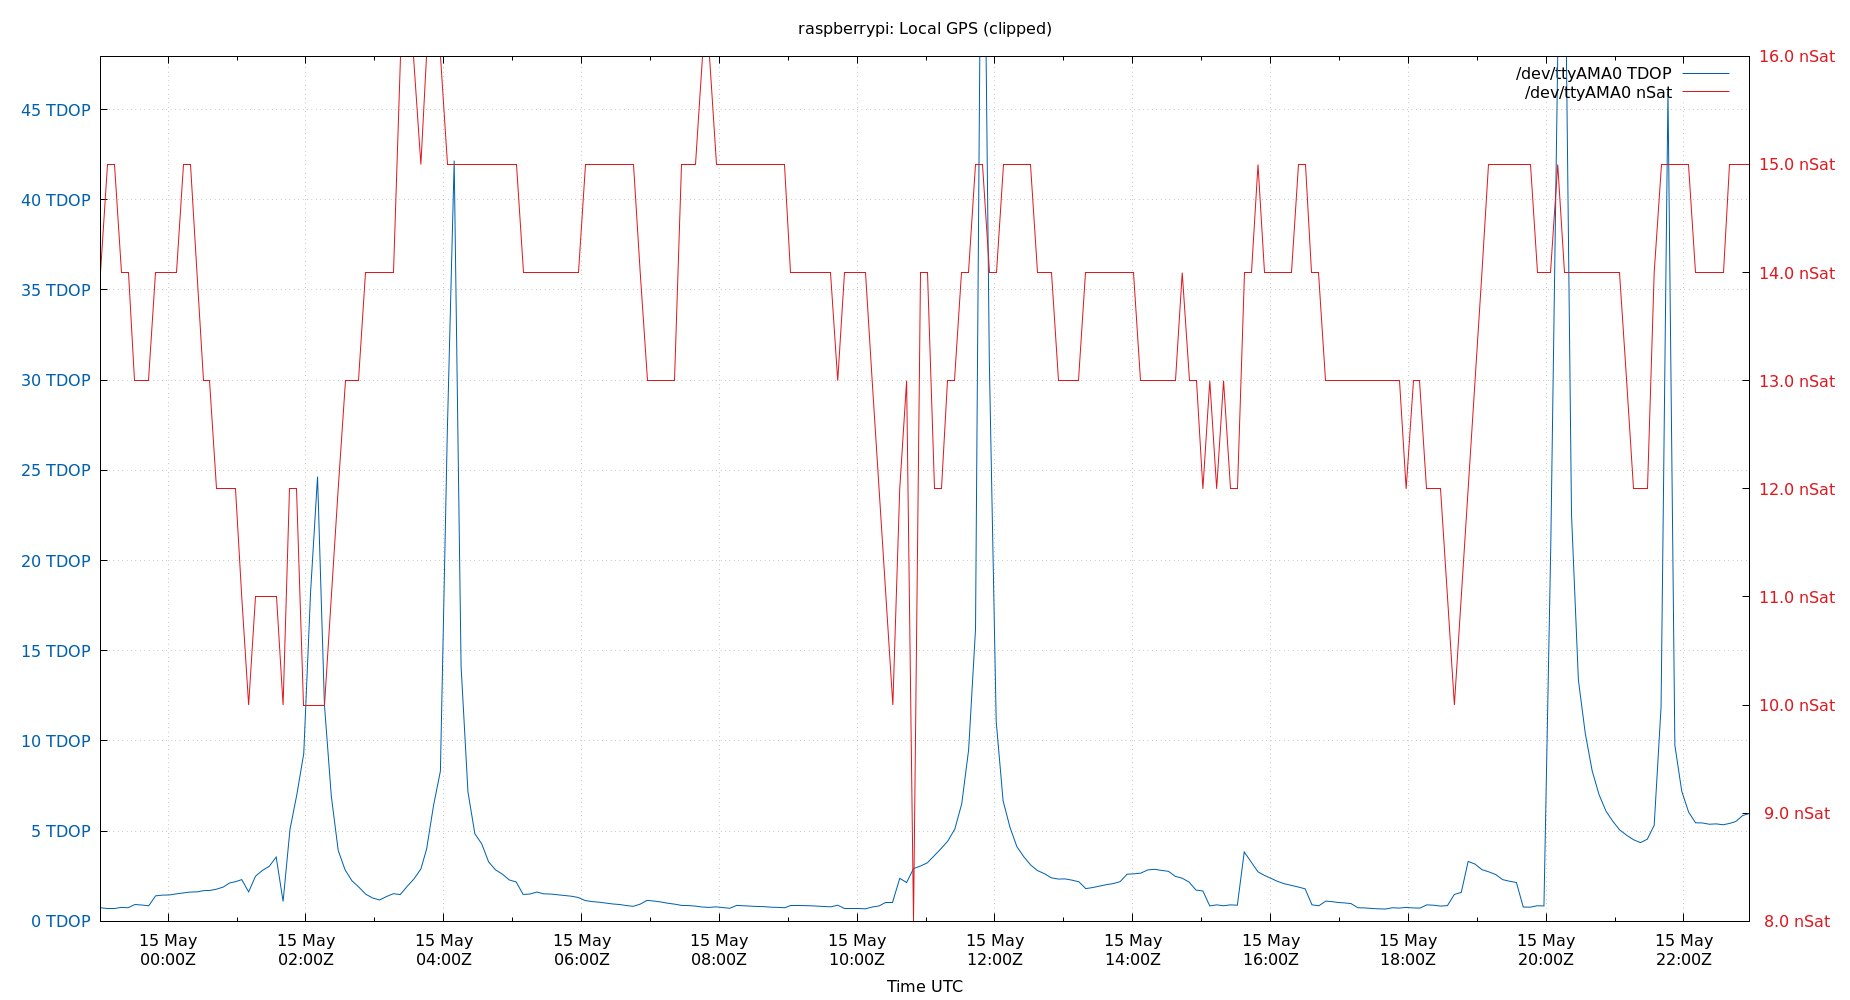 raspberrypi: Local GPS (clipped)
16.0 nSat
/dev/ttyAMA0 TDOP
/dev/ttyAMA0 nSat
45 TDOP
15.0 nSat
40 TDOP
14.0 nSat
35 TDOP
30 TDOP
13.0 nSat
25 TDOP
12.0 nSat
20 TDOP
11.0 nSat
15 TDOP
10.0 nSat
10 TDOP
9.0 nSat
5 TDOP
0 TDOP
8.0 nSat
15 May 15 May 15 May 15 May 15 May 15 May 15 May 15 May 15 May 15 May 15 May 15 May
00:00Z 02:00Z 04:00Z 06:00Z 08:00Z 10:00Z 12:00Z 14:00Z 16:00Z 18:00Z 20:00Z 22:00Z
Time UTC